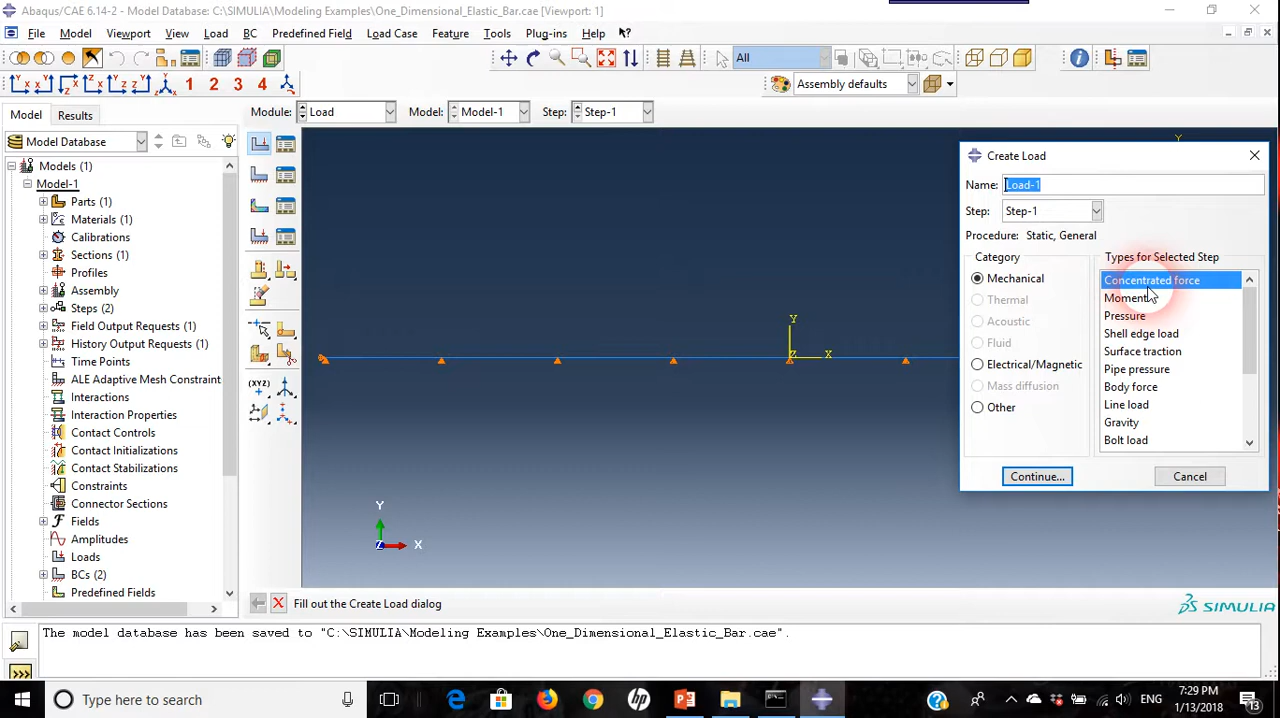 Abaqus/CAE 6.14-2 - Model Database: C:\SIMULIA\Modeling Examples\One_Dimensional_Elastic_Bar.cae [Viewport: 1]
File Model Viewport View Load BC Predefined Field Load Case Feature Tools Plug-ins Help
All
1 2 3 4
Assembly defaults
Model Results
Module: Load Model: Model-1 Step: Step-1
Model Database
Models (1)
Model-1
Parts (1)
Materials (1)
Calibrations
Sections (1)
Profiles
Assembly
Steps (2)
Field Output Requests (1)
History Output Requests (1)
Time Points
ALE Adaptive Mesh Constraint
Interactions
Interaction Properties
Contact Controls
Contact Initializations
Contact Stabilizations
Constraints
Connector Sections
Fields
Amplitudes
Loads
BCs (2)
Predefined Fields
(XYZ)
Y
Y
Z X
Y
Z X
Create Load
Name: Load-1
Step: Step-1
Procedure: Static, General
Category
Mechanical
Thermal
Acoustic
Fluid
Electrical/Magnetic
Mass diffusion
Other
Types for Selected Step
Concentrated force
Moment
Pressure
Shell edge load
Surface traction
Pipe pressure
Body force
Line load
Gravity
Bolt load
Continue... Cancel
Fill out the Create Load dialog
SIMULIA
The model database has been saved to "C:\SIMULIA\Modeling Examples\One_Dimensional_Elastic_Bar.cae".
>>>
Type here to search
ENG
7:29 PM
1/13/2018
13